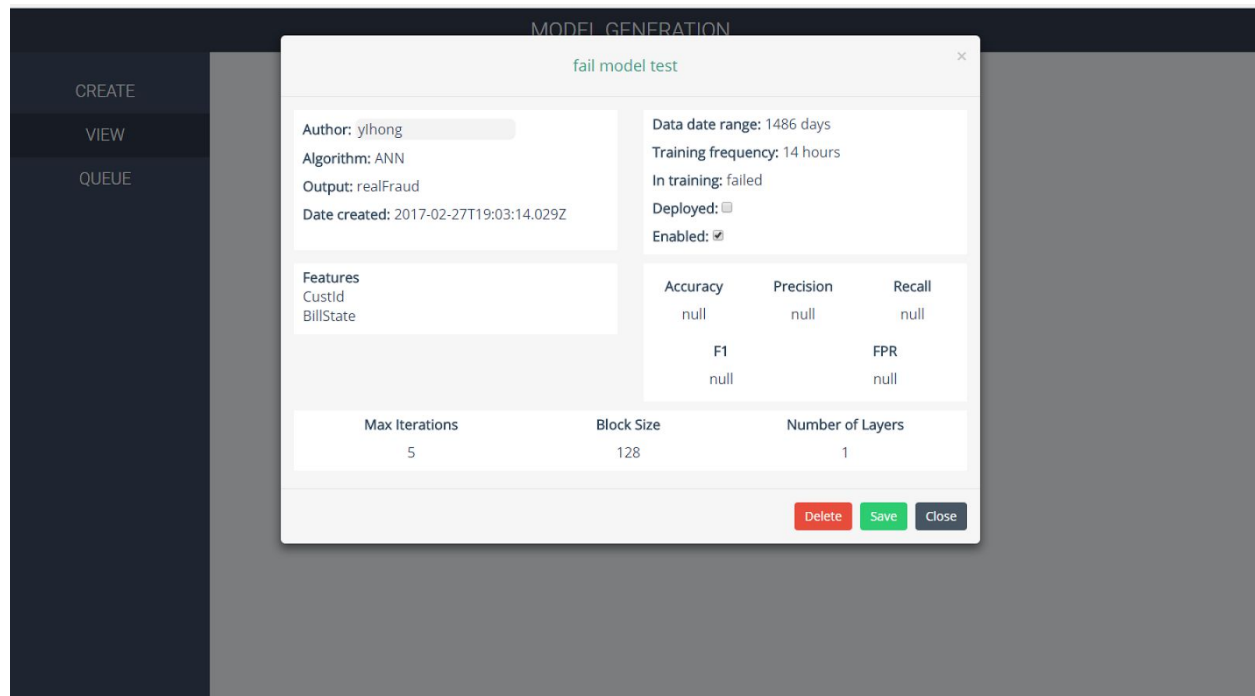 MODEL GENERATION
CREATE
VIEW
QUEUE
fail model test
×
Author: ylhong
Algorithm: ANN
Output: realFraud
Date created: 2017-02-27T19:03:14.029Z
Data date range: 1486 days
Training frequency: 14 hours
In training: failed
Deployed:
Enabled:
Features
CustId
BillState
Accuracy Precision Recall
null null null
F1 FPR
null null
Max Iterations Block Size Number of Layers
5 128 1
Delete Save Close